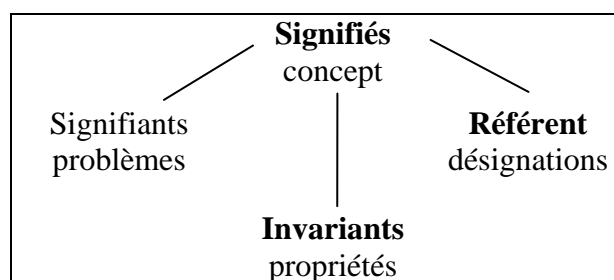 Signifiés
concept
Signifiants
problèmes
Référent
désignations
Invariants
propriétés